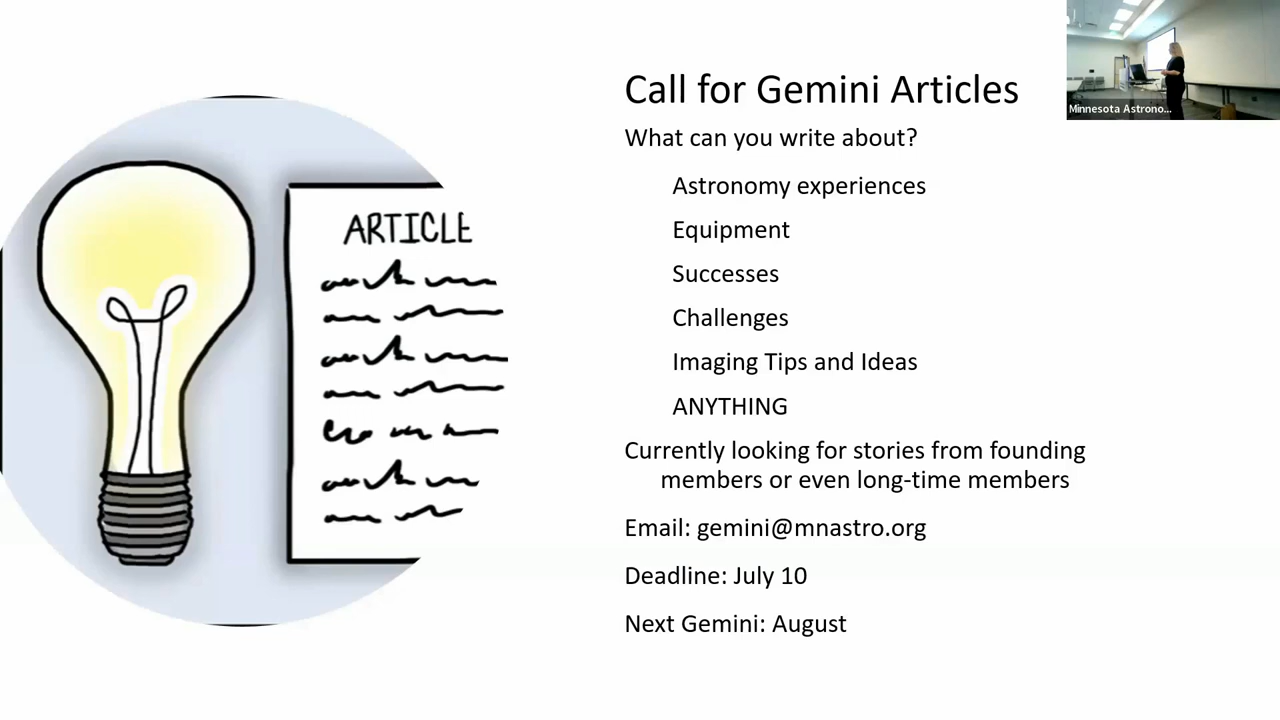 Call for Gemini Articles
What can you write about?
Astronomy experiences
Equipment
Successes
Challenges
Imaging Tips and Ideas
ANYTHING
Currently looking for stories from founding
members or even long-time members
Email: gemini@mnastro.org
Deadline: July 10
Next Gemini: August
ARTICLE
Minnesota Astrono...